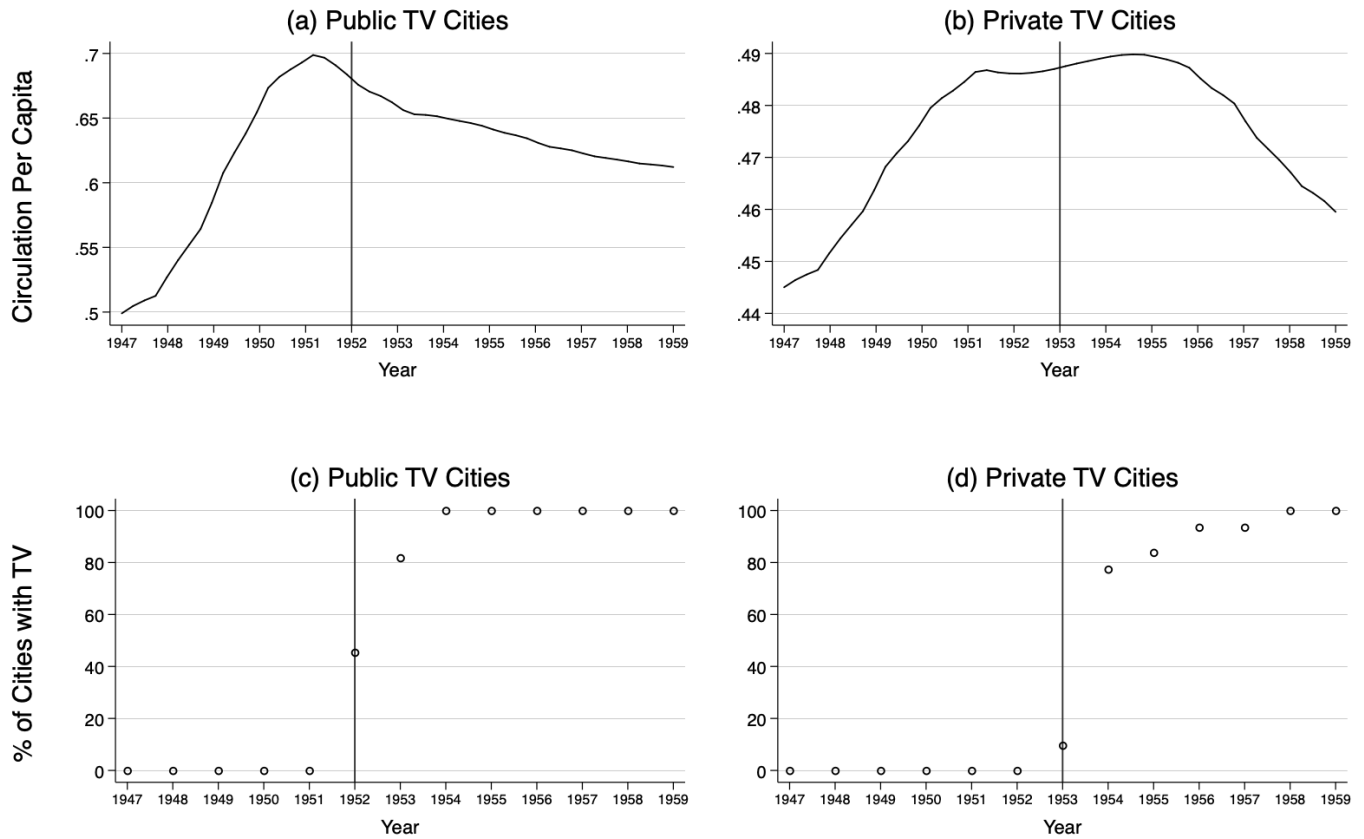 (a) Public TV Cities
Circulation Per Capita
.7
.65
.6
.55
.5
1947 1948 1949 1950 1951 1952 1953 1954 1955 1956 1957 1958 1959
Year
(b) Private TV Cities
.49
.48
.47
.46
.45
.44
1947 1948 1949 1950 1951 1952 1953 1954 1955 1956 1957 1958 1959
Year
(c) Public TV Cities
% of Cities with TV
100
80
60
40
20
0
1947 1948 1949 1950 1951 1952 1953 1954 1955 1956 1957 1958 1959
Year
(d) Private TV Cities
100
80
60
40
20
0
1947 1948 1949 1950 1951 1952 1953 1954 1955 1956 1957 1958 1959
Year